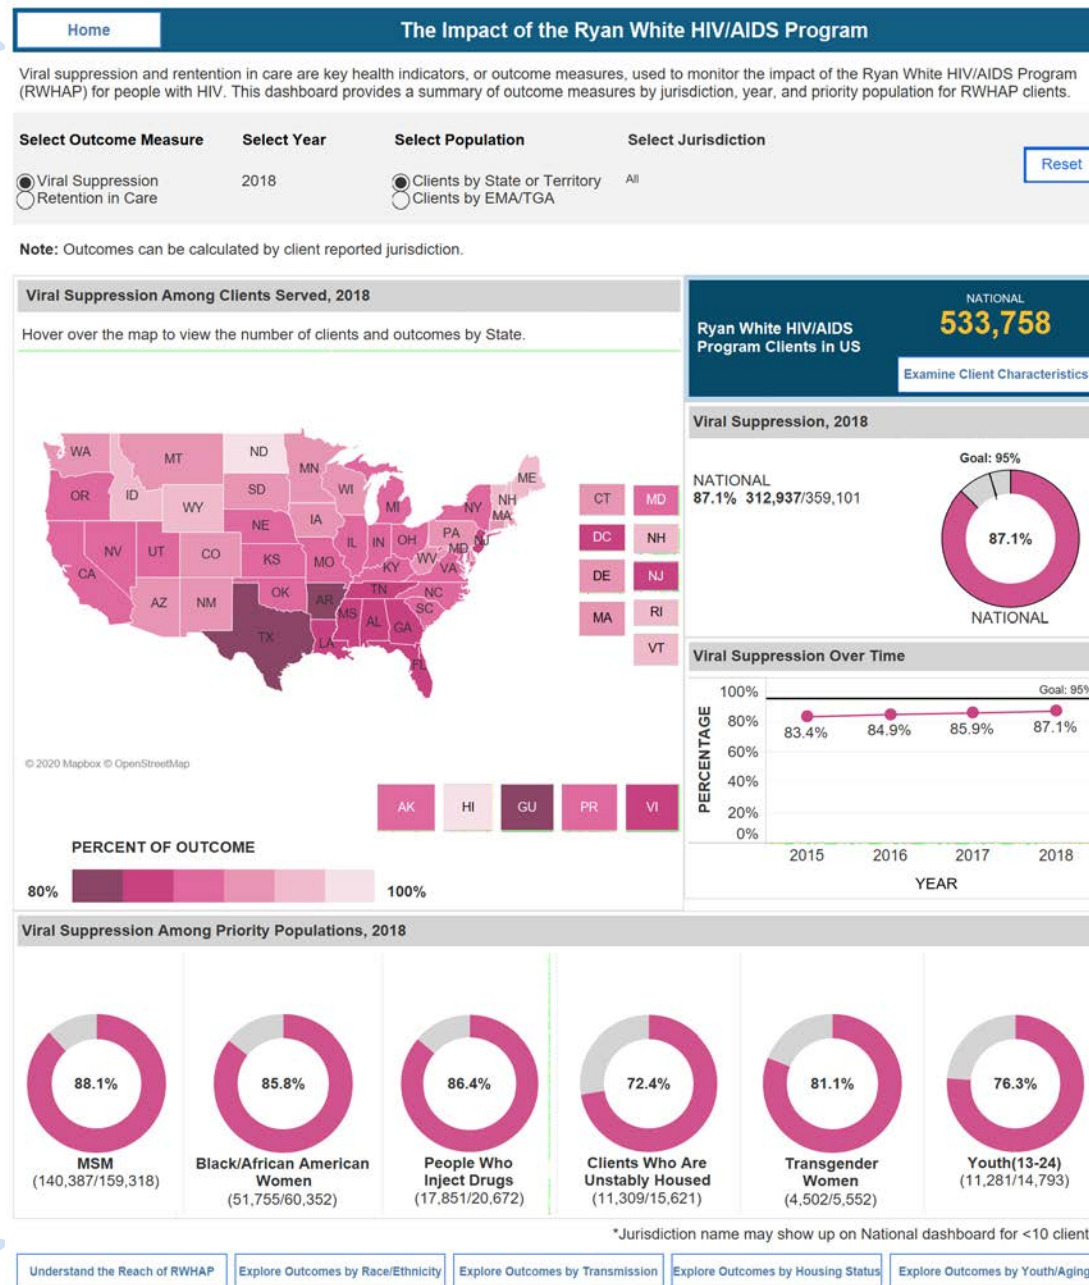 Home
The Impact of the Ryan White HIV/AIDS Program
Viral suppression and rentention in care are key health indicators, or outcome measures, used to monitor the impact of the Ryan White HIV/AIDS Program
(RWHAP) for people with HIV. This dashboard provides a summary of outcome measures by jurisdiction, year, and priority population for RWHAP clients.
Select Outcome Measure
Select Year
Select Population
Select Jurisdiction
Reset
Viral Suppression
2018
Clients by State or Territory
All
Retention in Care
Clients by EMA/TGA
Note: Outcomes can be calculated by client reported jurisdiction.
Viral Suppression Among Clients Served, 2018
Hover over the map to view the number of clients and outcomes by State.
WA
MT
ND
MN
ME
OR
ID
SD
WI
NH
WY
MI
NY
MA
NE
IA
PA
NV
UT
CO
IL
IN
OH
MD
NJ
CA
KS
MO
WV
VA
KY
AZ
NM
OK
TN
NC
AR
SC
TX
MS
AL
GA
LA
FL
CT
MD
DC
NH
DE
NJ
MA
RI
VT
© 2020 Mapbox © OpenStreetMap
AK
HI
GU
PR
VI
PERCENT OF OUTCOME
80%
100%
Ryan White HIV/AIDS
Program Clients in US
NATIONAL
533,758
Examine Client Characteristics
Viral Suppression, 2018
NATIONAL
87.1% 312,937/359,101
Goal: 95%
87.1%
NATIONAL
Viral Suppression Over Time
PERCENTAGE
100%
80%
60%
40%
20%
0%
Goal: 95%
83.4%
84.9%
85.9%
87.1%
2015
2016
2017
2018
YEAR
Viral Suppression Among Priority Populations, 2018
88.1%
MSM
(140,387/159,318)
85.8%
Black/African American
Women
(51,755/60,352)
86.4%
People Who
Inject Drugs
(17,851/20,672)
72.4%
Clients Who Are
Unstably Housed
(11,309/15,621)
81.1%
Transgender
Women
(4,502/5,552)
76.3%
Youth(13-24)
(11,281/14,793)
*Jurisdiction name may show up on National dashboard for <10 client
Understand the Reach of RWHAP
Explore Outcomes by Race/Ethnicity
Explore Outcomes by Transmission
Explore Outcomes by Housing Status
Explore Outcomes by Youth/Aging